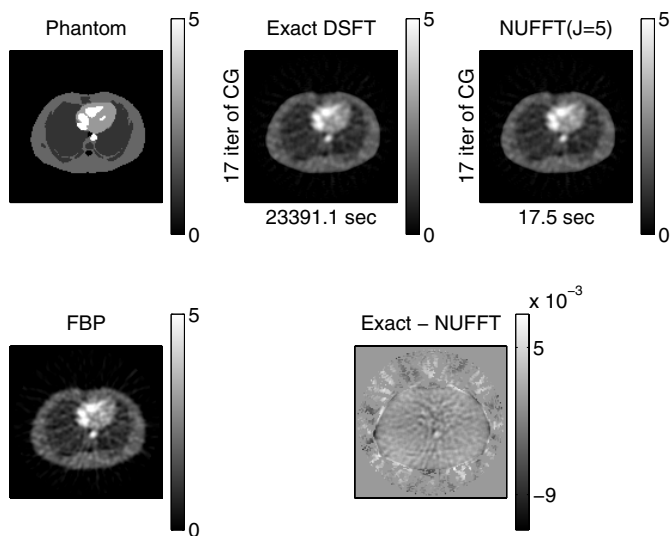 Phantom
5
0
Exact DSFT
17 iter of CG
23391.1 sec
5
0
NUFFT(J=5)
17 iter of CG
17.5 sec
5
0
FBP
5
0
Exact − NUFFT
x 10⁻³
5
−9